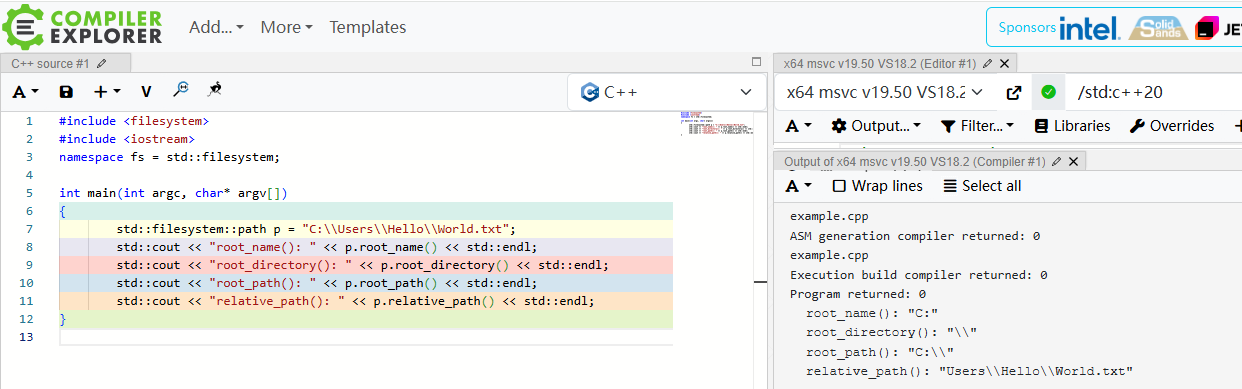 COMPILER EXPLORER Add... More Templates Sponsors intel. Solid Sands JE
C++ source #1
A + V C++
1 #include <filesystem>
2 #include <iostream>
3 namespace fs = std::filesystem;
4
5 int main(int argc, char* argv[])
6 {
7 std::filesystem::path p = "C:\\Users\\Hello\\World.txt";
8 std::cout << "root_name(): " << p.root_name() << std::endl;
9 std::cout << "root_directory(): " << p.root_directory() << std::endl;
10 std::cout << "root_path(): " << p.root_path() << std::endl;
11 std::cout << "relative_path(): " << p.relative_path() << std::endl;
12 }
13
x64 msvc v19.50 VS18.2 (Editor #1)
x64 msvc v19.50 VS18.2 /std:c++20
A Output... Filter... Libraries Overrides
Output of x64 msvc v19.50 VS18.2 (Compiler #1)
A Wrap lines Select all
example.cpp
ASM generation compiler returned: 0
example.cpp
Execution build compiler returned: 0
Program returned: 0
root_name(): "C:"
root_directory(): "\\"
root_path(): "C:\\"
relative_path(): "Users\\Hello\\World.txt"